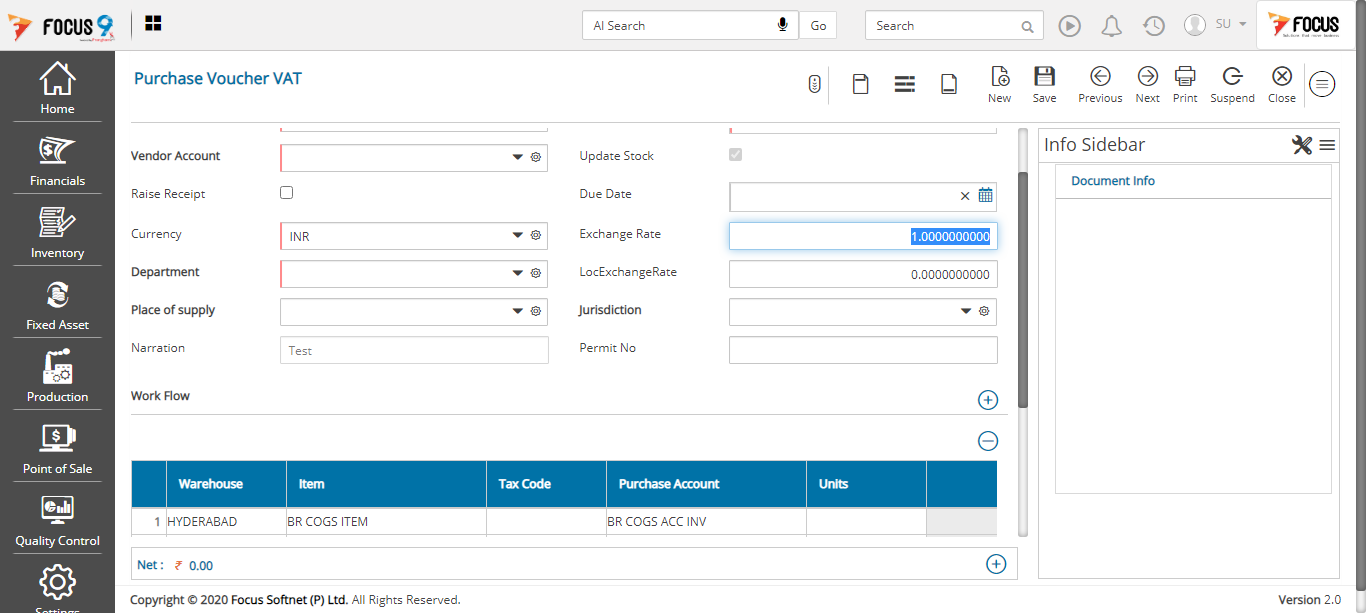 FOCUS 9
AI Search
Go
Search
SU
FOCUS
Purchase Voucher VAT
New
Save
Previous
Next
Print
Suspend
Close
Home
Financials
Inventory
Fixed Asset
Production
Point of Sale
Quality Control
Settings
Vendor Account
Update Stock
Raise Receipt
Due Date
Currency
INR
Exchange Rate
1.0000000000
Department
LocExchangeRate
0.0000000000
Place of supply
Jurisdiction
Narration
Test
Permit No
Work Flow
Warehouse Item Tax Code Purchase Account Units
1 HYDERABAD BR COGS ITEM BR COGS ACC INV
Net : ₹ 0.00
Info Sidebar
Document Info
Copyright © 2020 Focus Softnet (P) Ltd. All Rights Reserved.
Version 2.0